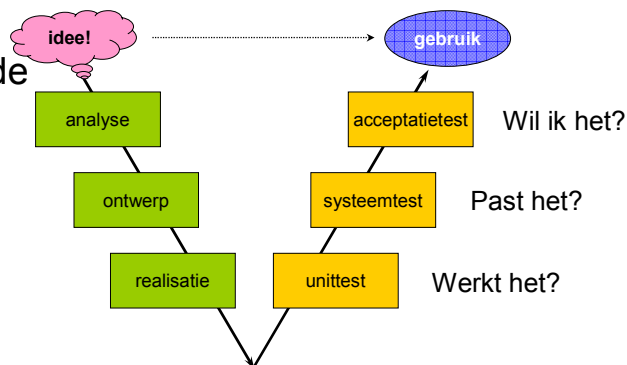 idee!
gebruik
de
analyse
acceptatietest
Wil ik het?
ontwerp
systeemtest
Past het?
realisatie
unittest
Werkt het?